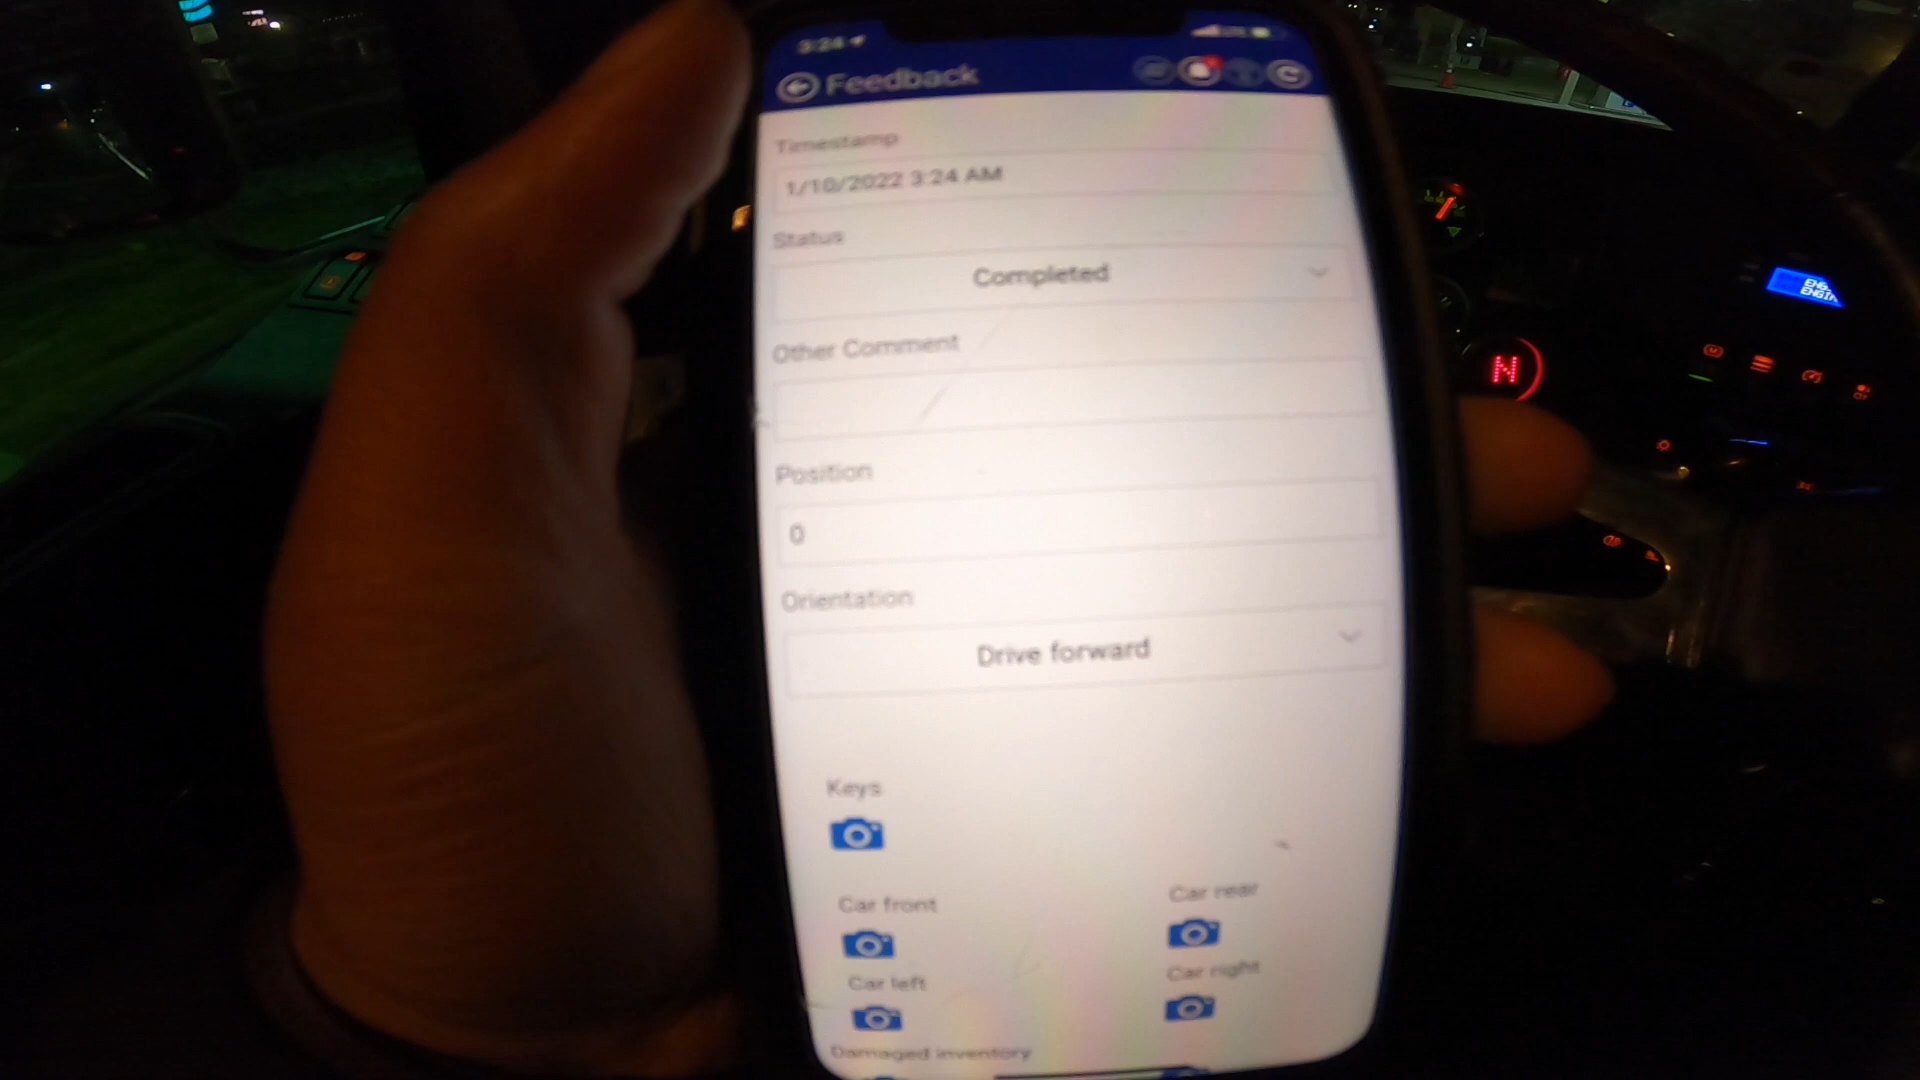 3:24
Feedback
Timestamp
1/10/2022 3:24 AM
Status
Completed
Other Comment
Position
0
Orientation
Drive forward
Keys
Car front
Car rear
Car left
Car right
Damaged inventory
N